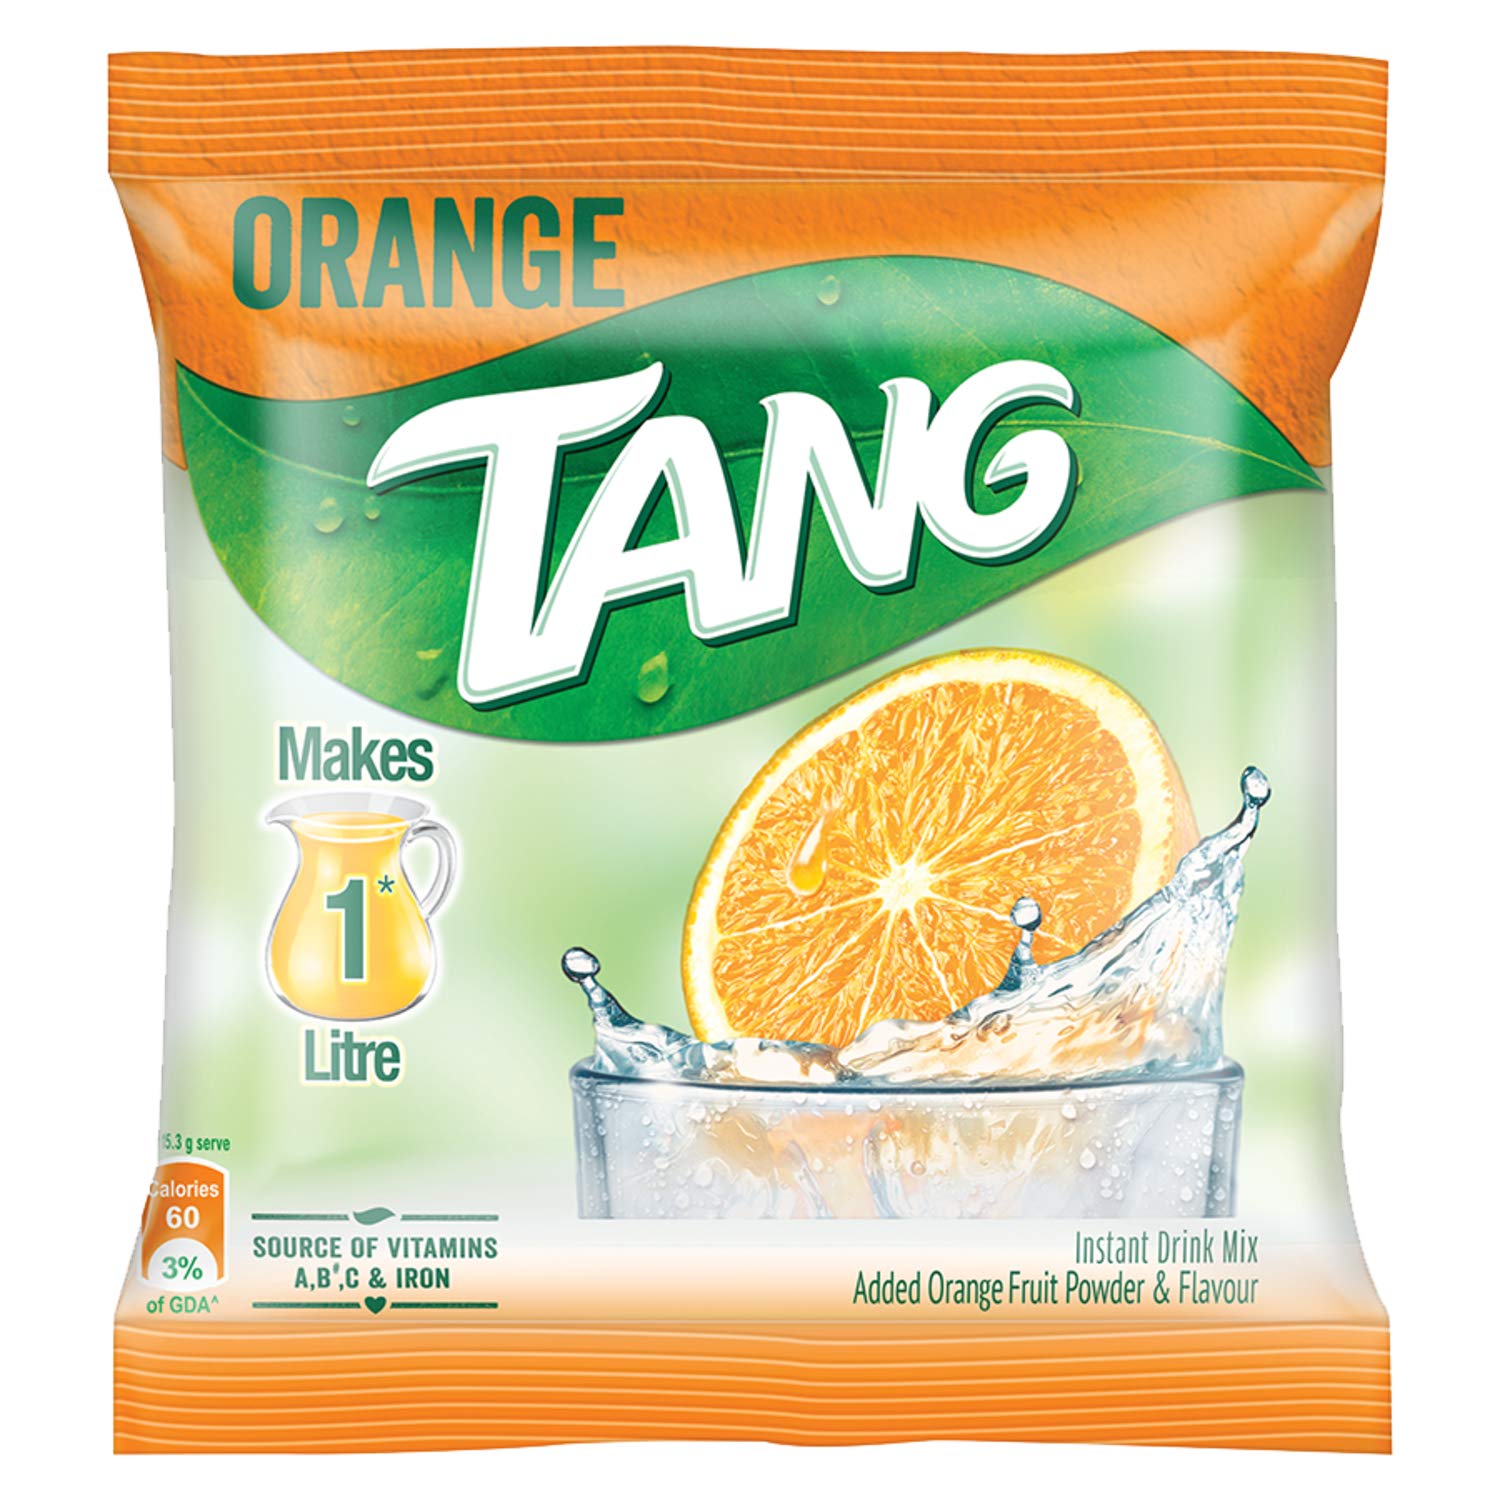 ORANGE
TANG
Makes
1*
Litre
15.3 g serve
Calories
60
3%
of GDA^
SOURCE OF VITAMINS
A,B#,C & IRON
Instant Drink Mix
Added Orange Fruit Powder & Flavour